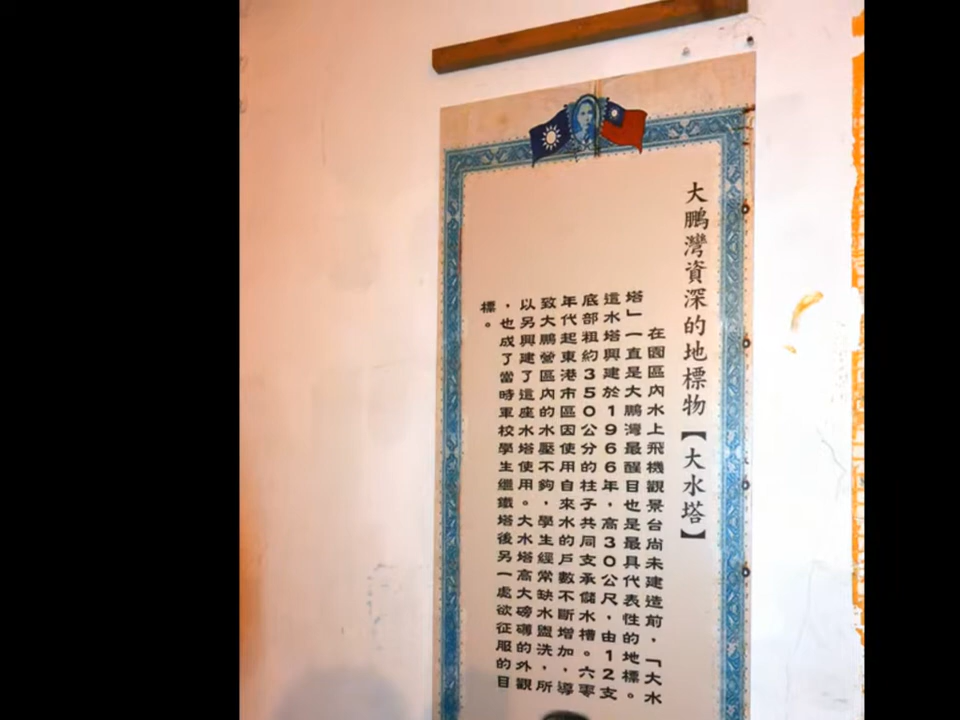 大鵬灣資深的地標物【大水塔】
在園區內水上飛機觀景台尚未建造前，「大水
塔」一直是大鵬灣最醒目也是最具代表性的地標。
這水塔興建於1966年，高30公尺，由12支
底部粗約350公分的柱子共同支承儲水槽。六零
年代起東港市區因使用自來水的戶數不斷增加，導
致大鵬營區內的水壓不夠，學生經常缺水盥洗，所
以另興建了這座水塔使用。大水塔高大磅礡的外觀
，也成了當時軍校學生繼鐵塔後另一處欲征服的目
標。